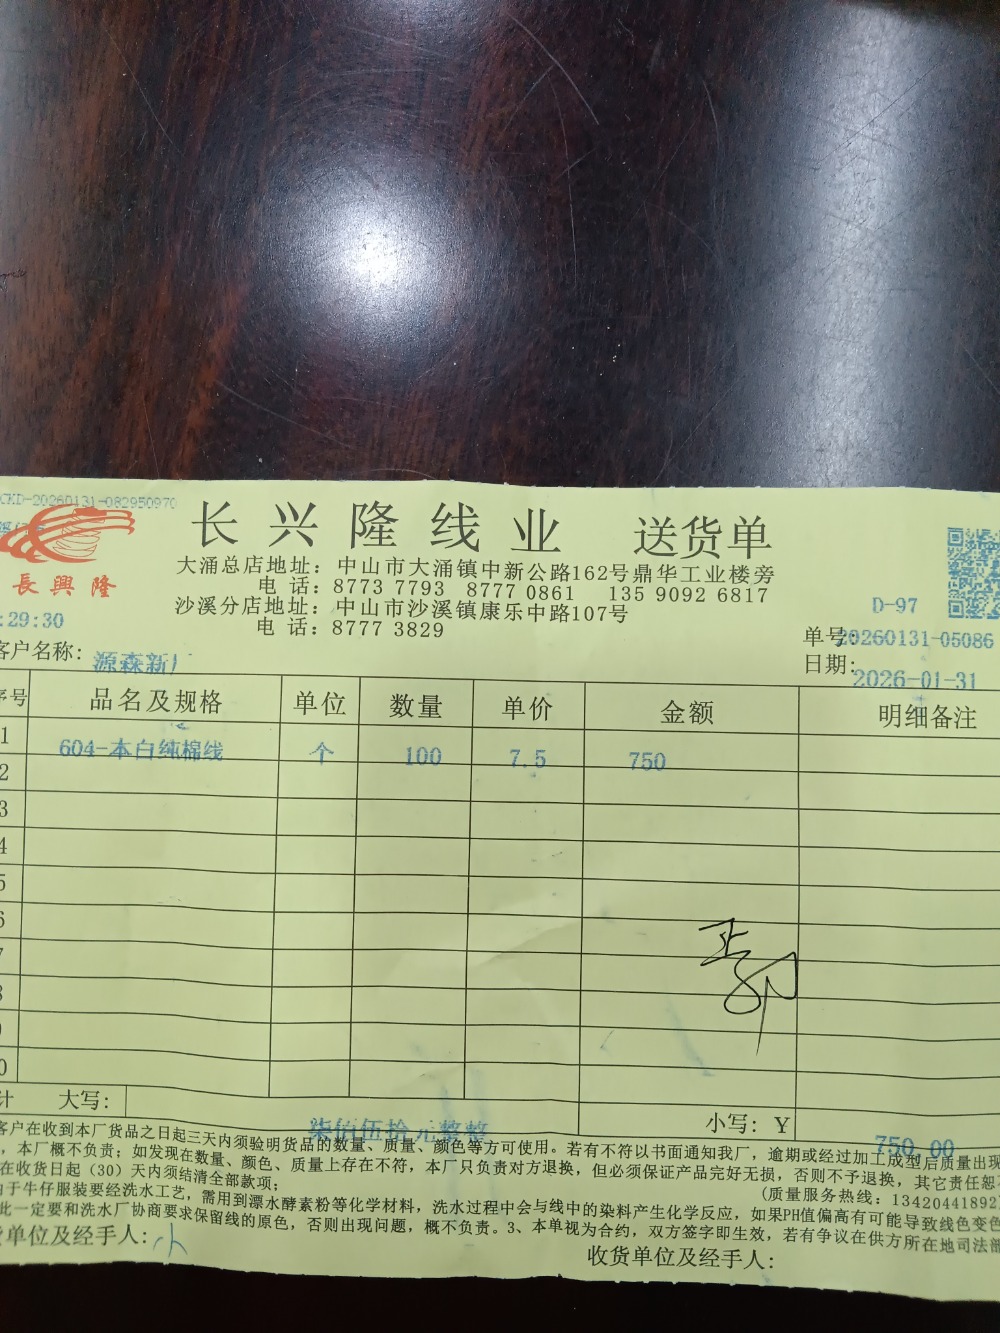 CKD-20260131-082950970
长兴隆线业 送货单
長興隆
大涌总店地址：中山市大涌镇中新公路162号鼎华工业楼旁
电 话：8773 7793 8777 0861 135 9092 6817
沙溪分店地址：中山市沙溪镇康乐中路107号
电 话：8777 3829
D-97
:29:30
单号 20260131-05086
客户名称：源森新厂
日期：2026-01-31
序号 品名及规格 单位 数量 单价 金额 明细备注
1 604-本白纯棉线 个 100 7.5 750
2
3
4
5
6
7
8
9
0
计 大写：柒佰伍拾元整整 小写：Y 750.00
客户在收到本厂货品之日起三天内须验明货品的数量、质量、颜色等方可使用。若有不符以书面通知我厂，逾期或经过加工成型后质量出现
，本厂概不负责；如发现在数量、颜色、质量上存在不符，本厂只负责对方退换，但必须保证产品完好无损，否则不予退换，其它责任恕不
在收货日起（30）天内须结清全部款项；
(质量服务热线：13420441892)
由于牛仔服装要经洗水工艺，需用到漂水酵素粉等化学材料，洗水过程中会与线中的染料产生化学反应，如果PH值偏高有可能导致线色变色
此一定要和洗水厂协商要求保留线的原色，否则出现问题，概不负责。3、本单视为合约，双方签字即生效，若有争议在供方所在地司法部
货单位及经手人：小
收货单位及经手人：